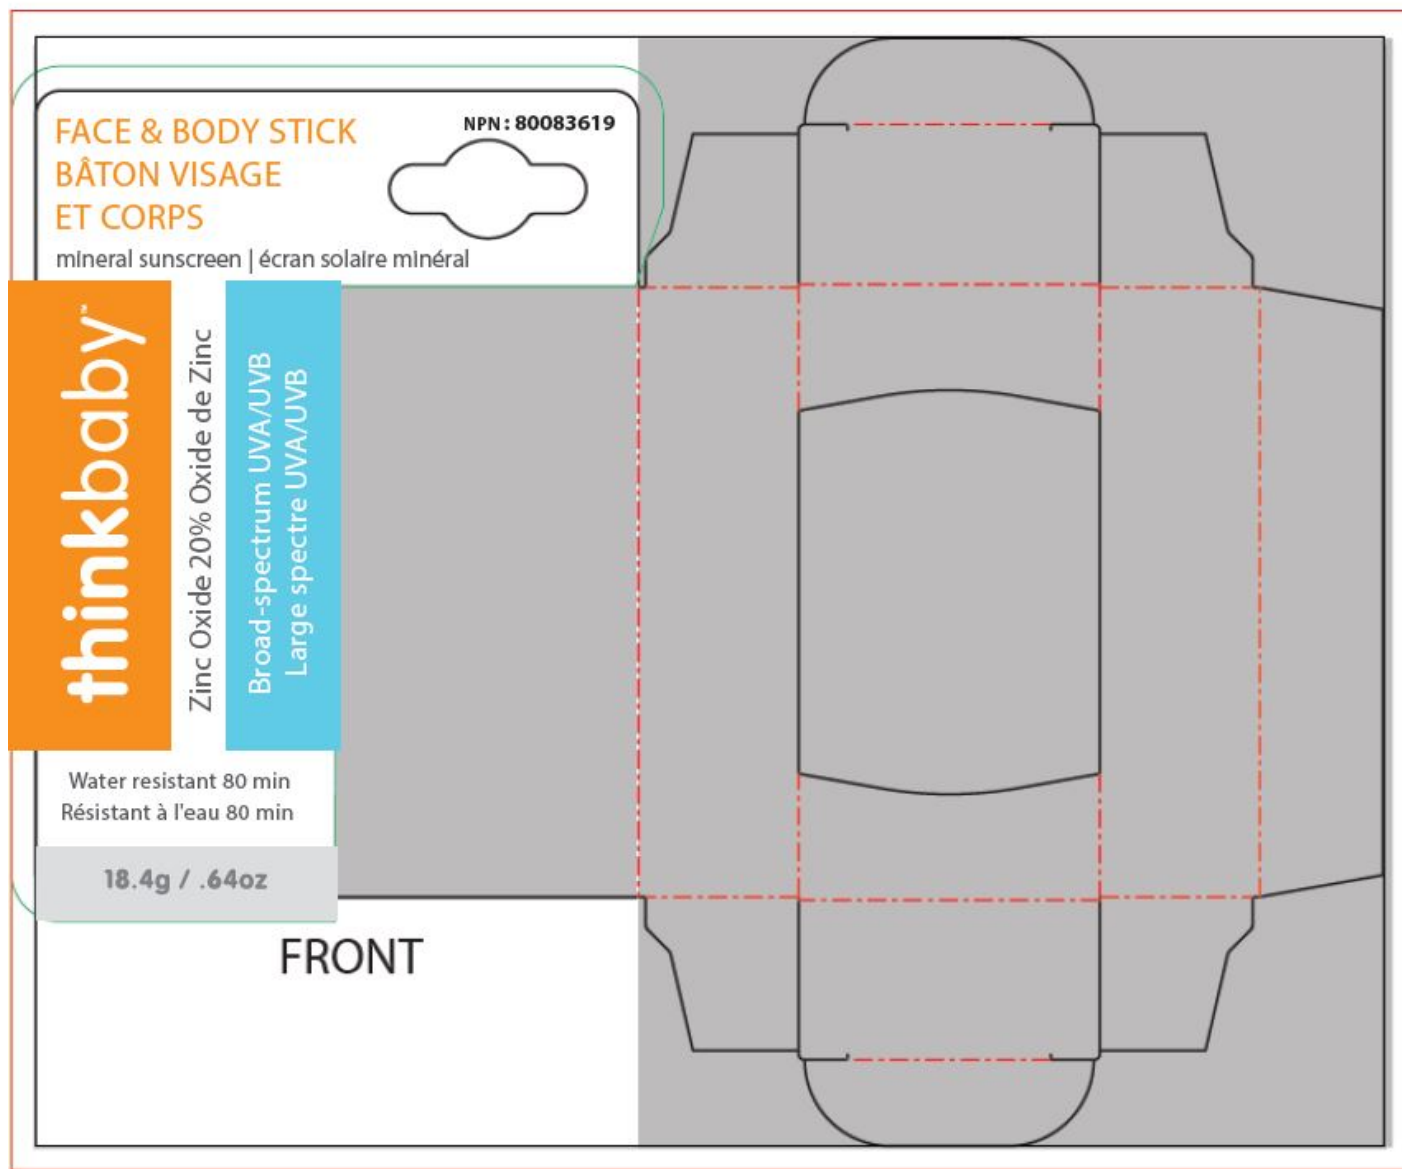 FACE & BODY STICK
BÂTON VISAGE
ET CORPS
NPN: 80083619
mineral sunscreen | écran solaire minéral
thinkbaby™
Zinc Oxide 20% Oxide de Zinc
Broad-spectrum UVA/UVB
Large spectre UVA/UVB
Water resistant 80 min
Résistant à l'eau 80 min
18.4g / .64oz
FRONT